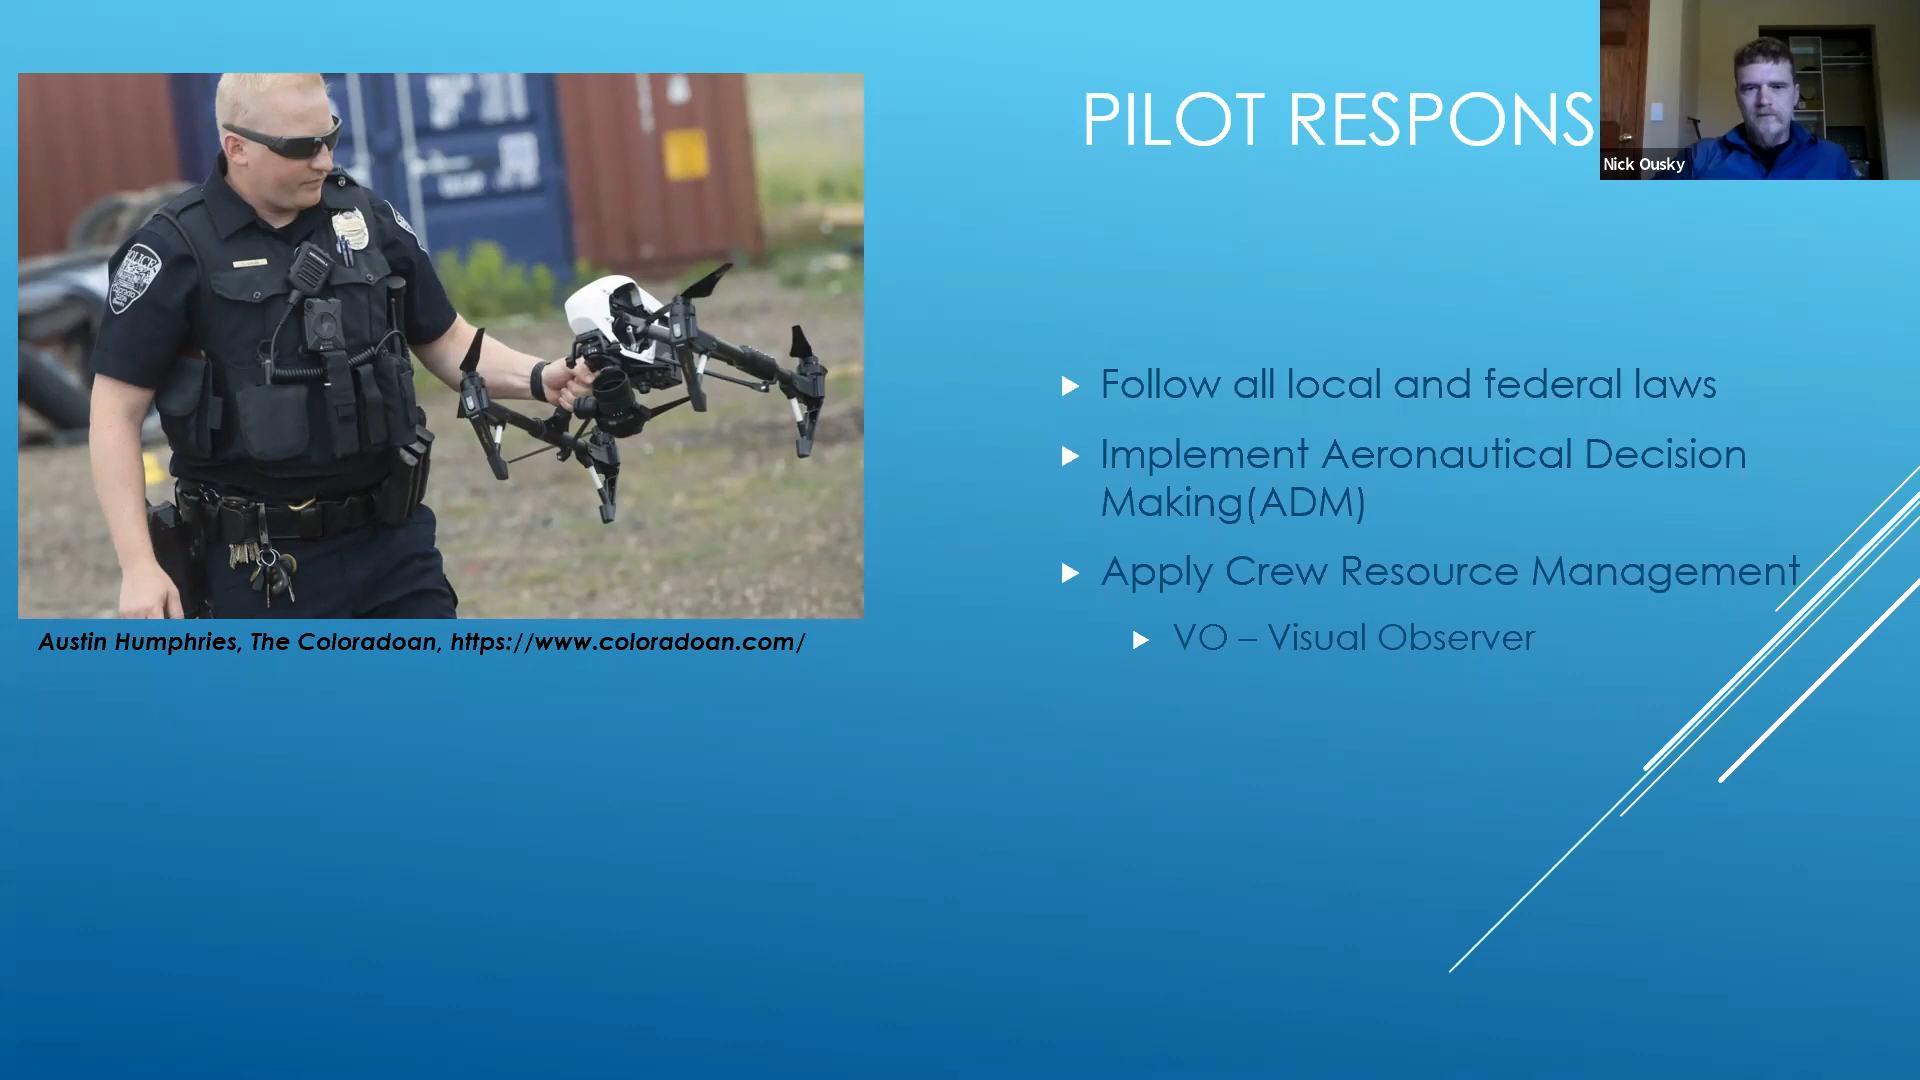 PILOT RESPONS
Nick Ousky
POLICE
Follow all local and federal laws
Implement Aeronautical Decision
Making(ADM)
Apply Crew Resource Management
VO – Visual Observer
Austin Humphries, The Coloradoan, https://www.coloradoan.com/